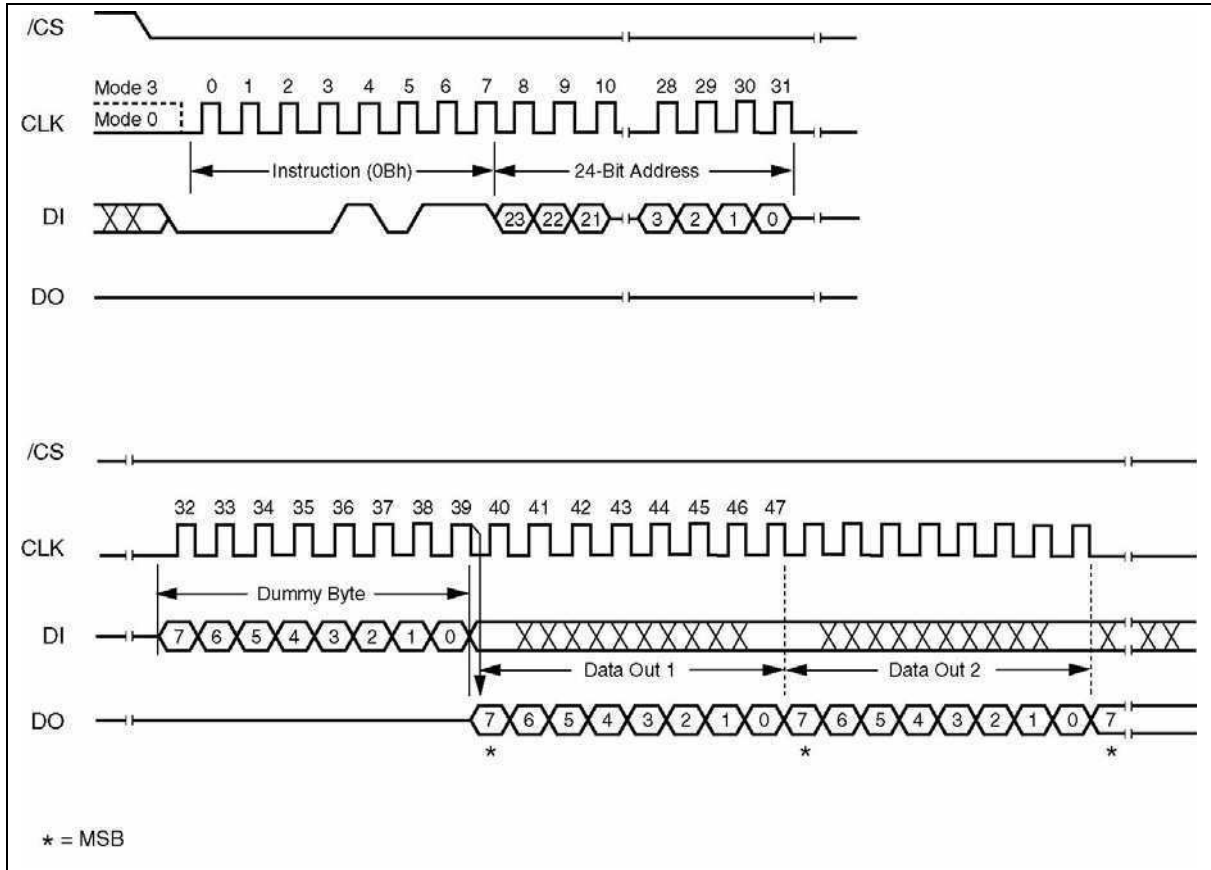 /CS
Mode 3 0 1 2 3 4 5 6 7 8 9 10 28 29 30 31
CLK Mode 0
Instruction (0Bh) 24-Bit Address
DI 23 22 21 3 2 1 0
DO
/CS
32 33 34 35 36 37 38 39 40 41 42 43 44 45 46 47
CLK
Dummy Byte
DI 7 6 5 4 3 2 1 0
Data Out 1 Data Out 2
DO 7 6 5 4 3 2 1 0 7 6 5 4 3 2 1 0 7
* * *
* = MSB